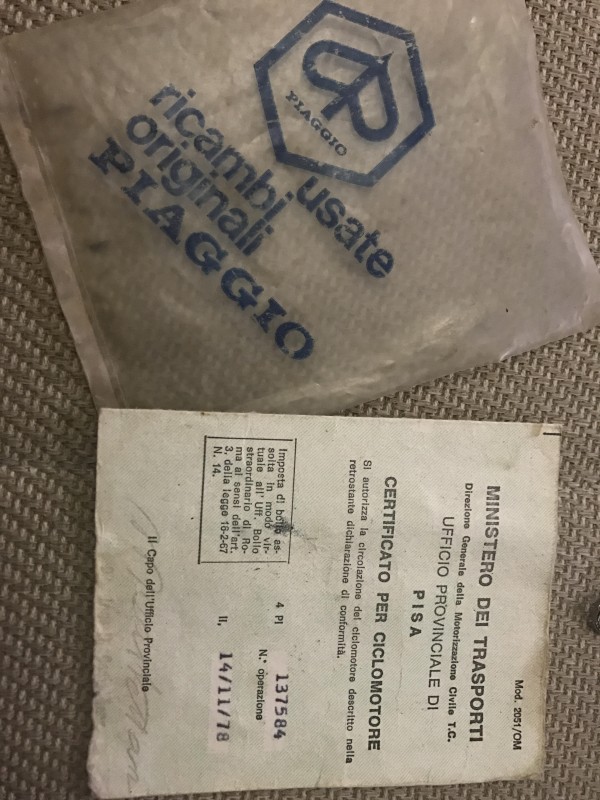 PIAGGIO
usate
ricambi
originali
PIAGGIO
Mod. 2051/OM
MINISTERO DEI TRASPORTI
Direzione Generale della Motorizzazione Civile T.C.
UFFICIO PROVINCIALE DI
PISA
CERTIFICATO PER CICLOMOTORE
Si autorizza la circolazione del ciclomotore descritto nella
retrostante dichiarazione di conformità.
Imposta di bollo as-
solta in modo vir-
tuale all' Uff. Bollo
straordinario di Ro-
ma ai sensi dell'art.
3, della legge 18-2-67
N. 14.
4 PI 137584
N.° operazione
lì, 14/11/78
Il Capo dell'Ufficio Provinciale